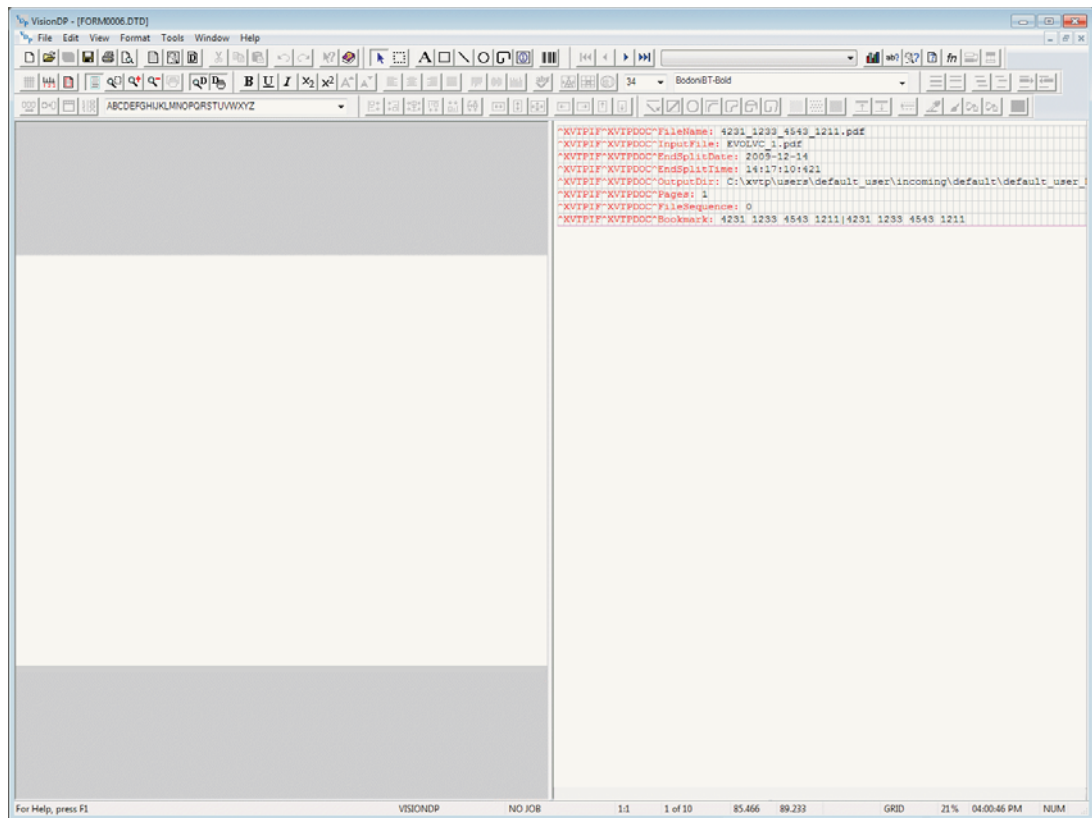 VisionDP - [FORM0006.DTD]
File Edit View Format Tools Window Help
34 BodoniBT-Bold
ABCDEFGHIJKLMNOPQRSTUVWXYZ
^XVTPIF^XVTPDOC^FileName: 4231_1233_4543_1211.pdf
^XVTPIF^XVTPDOC^InputFile: EVOLVC_1.pdf
^XVTPIF^XVTPDOC^EndSplitDate: 2009-12-14
^XVTPIF^XVTPDOC^EndSplitTime: 14:17:10:421
^XVTPIF^XVTPDOC^OutputDir: C:\xvtp\users\default_user\incoming\default\default_user
^XVTPIF^XVTPDOC^Pages: 1
^XVTPIF^XVTPDOC^FileSequence: 0
^XVTPIF^XVTPDOC^Bookmark: 4231 1233 4543 1211|4231 1233 4543 1211
For Help, press F1 VISIONDP NO JOB 1:1 1 of 10 85.466 89.233 GRID 21% 04:00:46 PM NUM